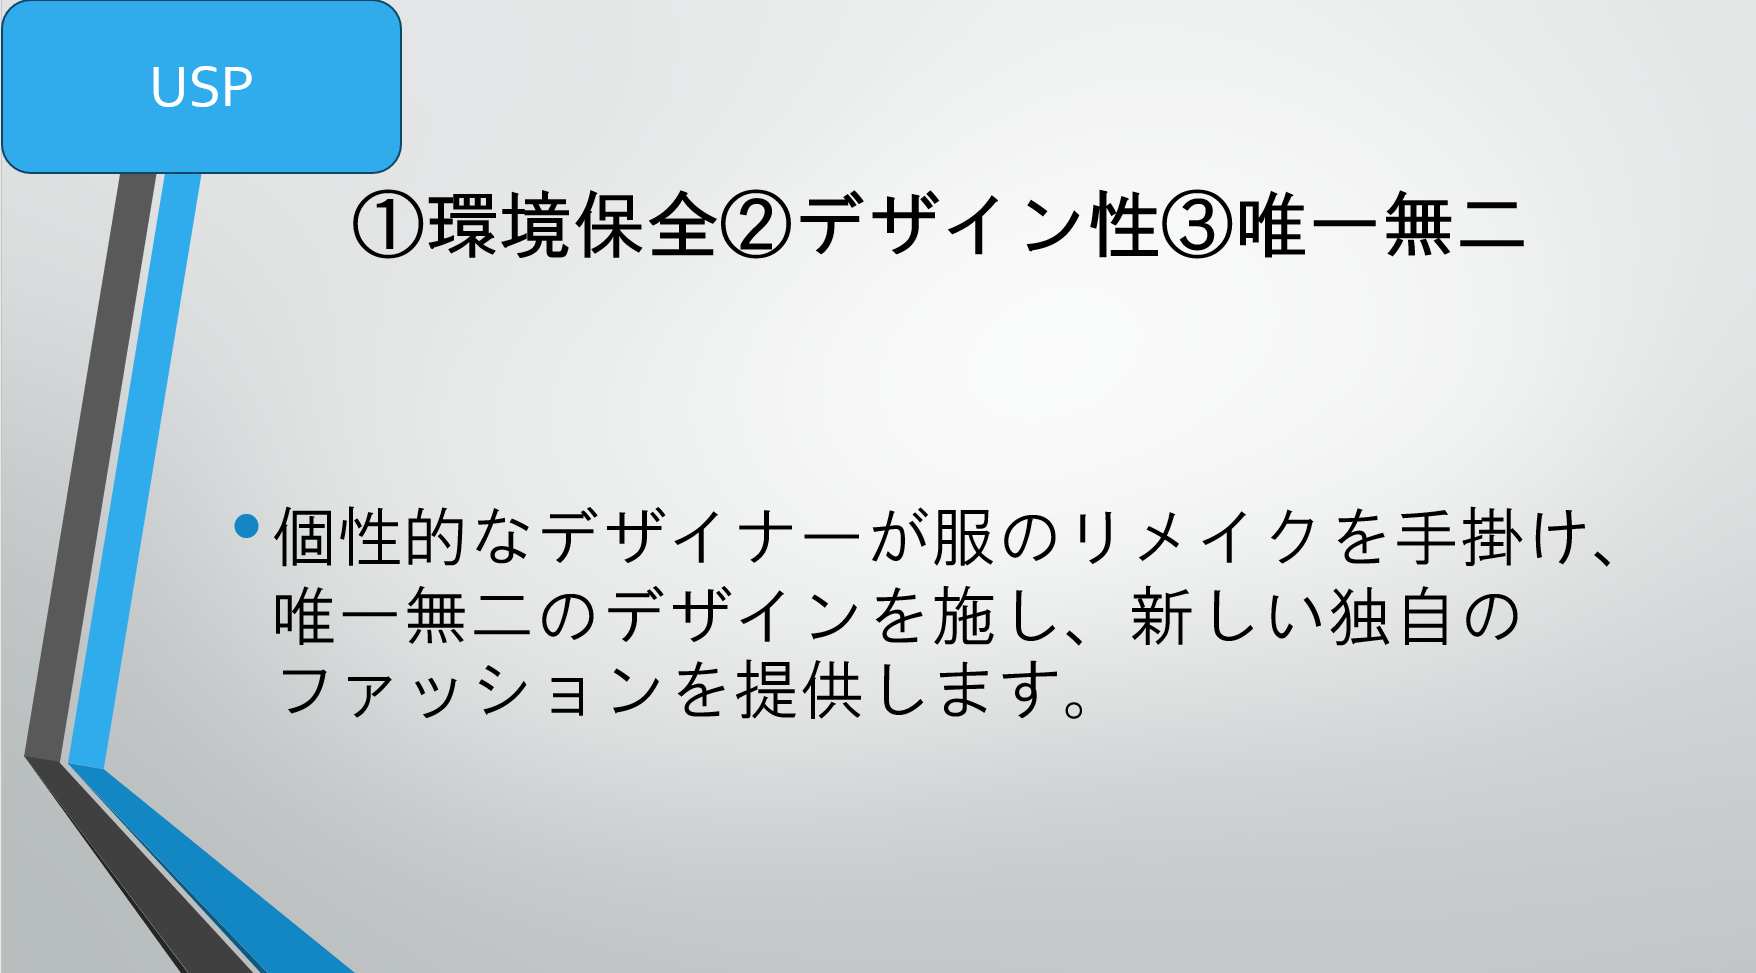 USP
①環境保全②デザイン性③唯一無二
•個性的なデザイナーが服のリメイクを手掛け、
唯一無二のデザインを施し、新しい独自の
ファッションを提供します。